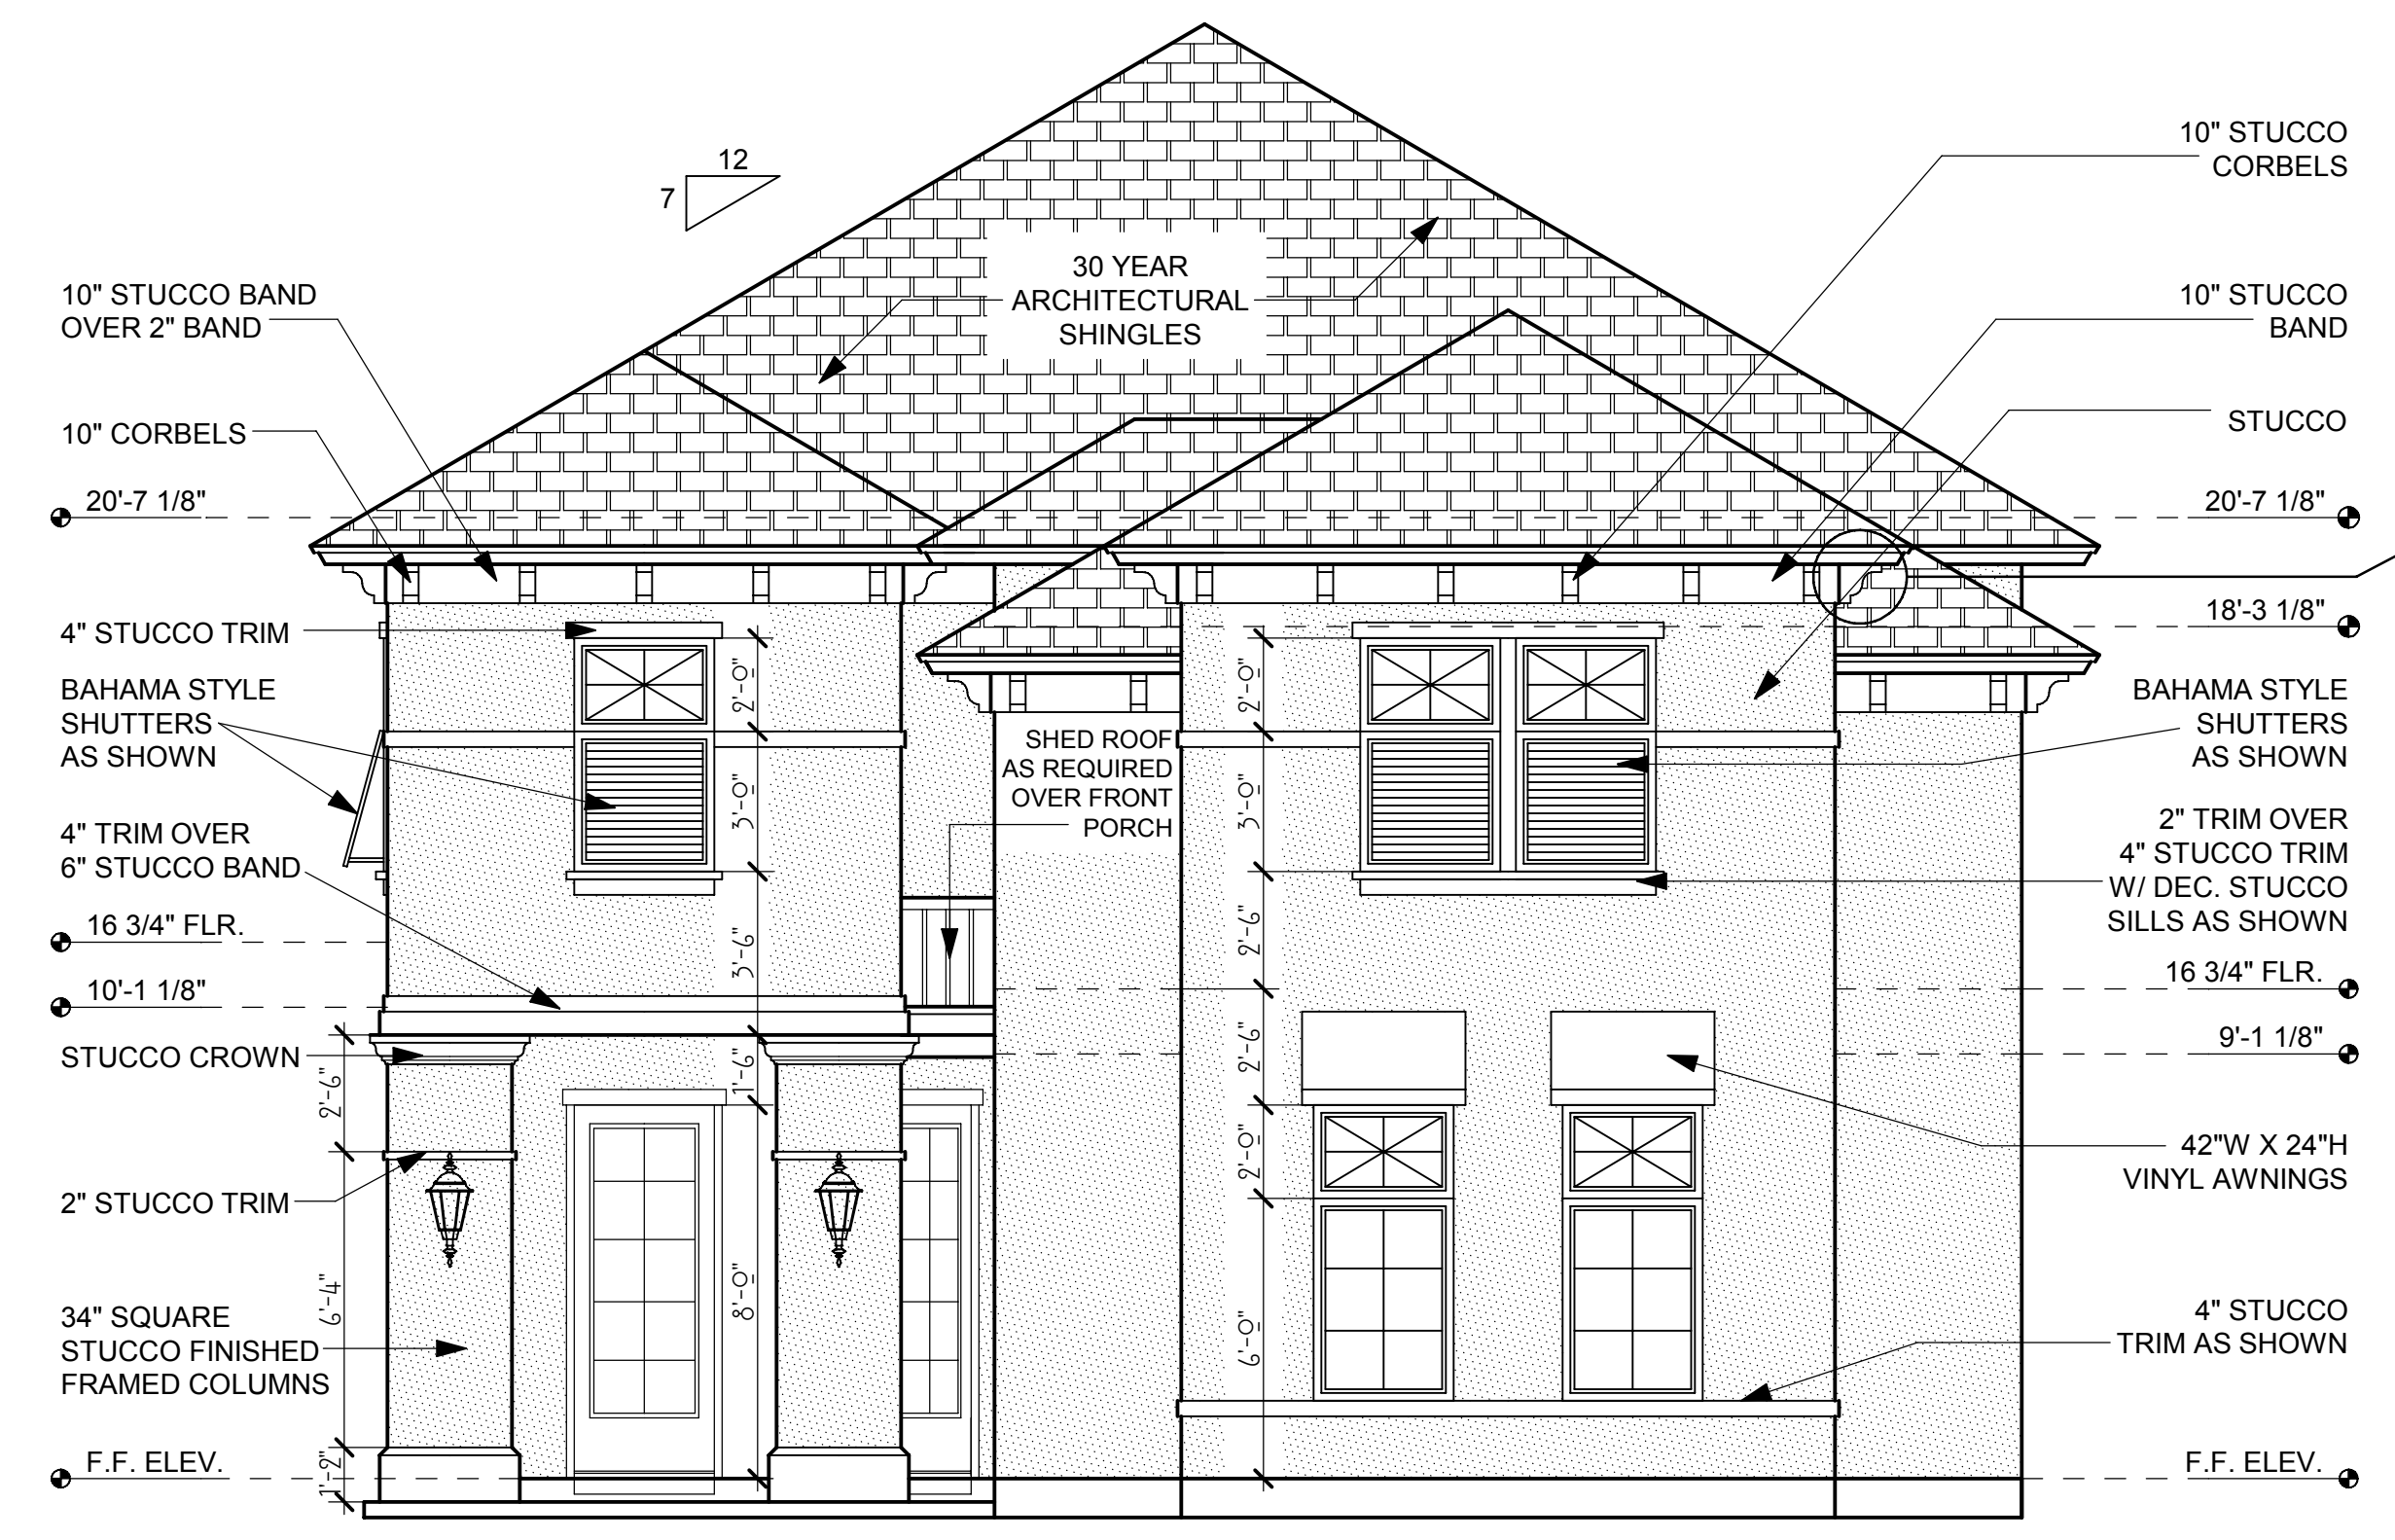 12
7
30 YEAR
ARCHITECTURAL
SHINGLES
10" STUCCO BAND
OVER 2" BAND
10" CORBELS
20'-7 1/8"
4" STUCCO TRIM
BAHAMA STYLE
SHUTTERS
AS SHOWN
4" TRIM OVER
6" STUCCO BAND
16 3/4" FLR.
10'-1 1/8"
STUCCO CROWN
2'-6"
2" STUCCO TRIM
6'-4"
34" SQUARE
STUCCO FINISHED
FRAMED COLUMNS
F.F. ELEV.
1'-2"
2'-0"
3'-0"
3'-6"
1'-6"
8'-0"
SHED ROOF
AS REQUIRED
OVER FRONT
PORCH
2'-0"
3'-0"
2'-6"
2'-6"
2'-0"
6'-0"
10" STUCCO
CORBELS
10" STUCCO
BAND
STUCCO
20'-7 1/8"
18'-3 1/8"
BAHAMA STYLE
SHUTTERS
AS SHOWN
2" TRIM OVER
4" STUCCO TRIM
W/ DEC. STUCCO
SILLS AS SHOWN
16 3/4" FLR.
9'-1 1/8"
42"W X 24"H
VINYL AWNINGS
4" STUCCO
TRIM AS SHOWN
F.F. ELEV.